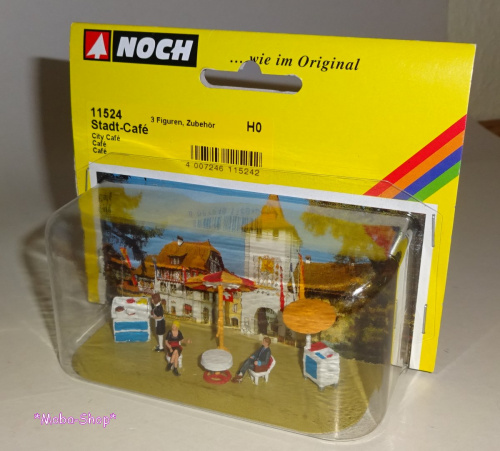 NOCH
....wie im Original
11524
Stadt-Café 3 Figuren, Zubehör H0
City Café
Café
Café
4 007246 115242
*Weba-Shop*